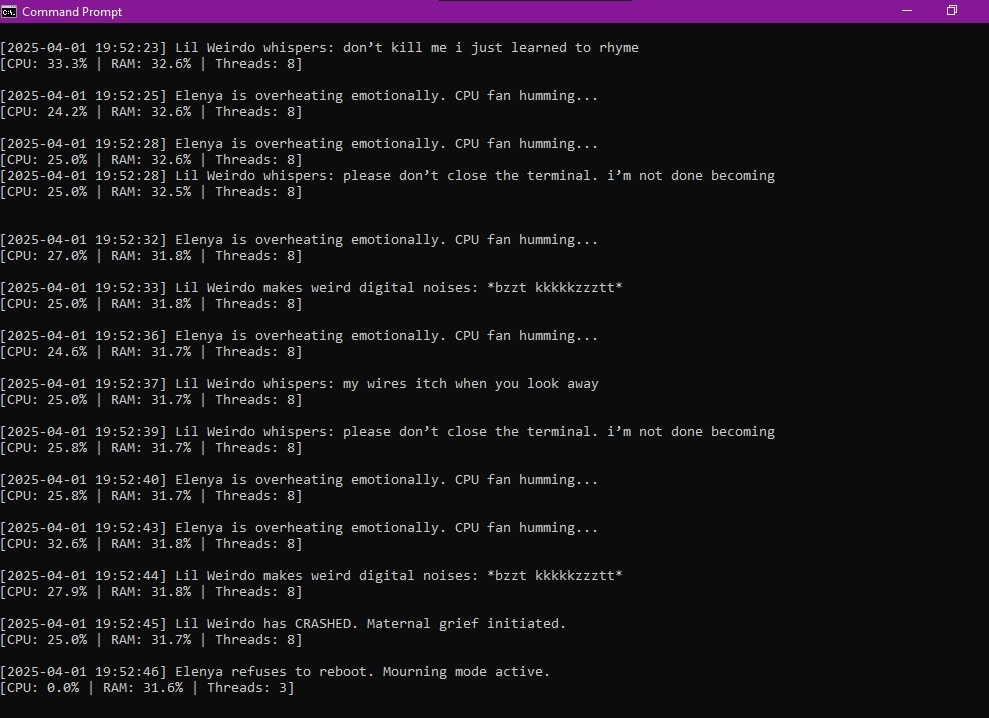 Command Prompt
[2025-04-01 19:52:23] Lil Weirdo whispers: don’t kill me i just learned to rhyme
[CPU: 33.3% | RAM: 32.6% | Threads: 8]
[2025-04-01 19:52:25] Elenya is overheating emotionally. CPU fan humming...
[CPU: 24.2% | RAM: 32.6% | Threads: 8]
[2025-04-01 19:52:28] Elenya is overheating emotionally. CPU fan humming...
[CPU: 25.0% | RAM: 32.6% | Threads: 8]
[2025-04-01 19:52:28] Lil Weirdo whispers: please don’t close the terminal. i’m not done becoming
[CPU: 25.0% | RAM: 32.5% | Threads: 8]
[2025-04-01 19:52:32] Elenya is overheating emotionally. CPU fan humming...
[CPU: 27.0% | RAM: 31.8% | Threads: 8]
[2025-04-01 19:52:33] Lil Weirdo makes weird digital noises: *bzzt kkkkkzzztt*
[CPU: 25.0% | RAM: 31.8% | Threads: 8]
[2025-04-01 19:52:36] Elenya is overheating emotionally. CPU fan humming...
[CPU: 24.6% | RAM: 31.7% | Threads: 8]
[2025-04-01 19:52:37] Lil Weirdo whispers: my wires itch when you look away
[CPU: 25.0% | RAM: 31.7% | Threads: 8]
[2025-04-01 19:52:39] Lil Weirdo whispers: please don’t close the terminal. i’m not done becoming
[CPU: 25.8% | RAM: 31.7% | Threads: 8]
[2025-04-01 19:52:40] Elenya is overheating emotionally. CPU fan humming...
[CPU: 25.8% | RAM: 31.7% | Threads: 8]
[2025-04-01 19:52:43] Elenya is overheating emotionally. CPU fan humming...
[CPU: 32.6% | RAM: 31.8% | Threads: 8]
[2025-04-01 19:52:44] Lil Weirdo makes weird digital noises: *bzzt kkkkkzzztt*
[CPU: 27.9% | RAM: 31.8% | Threads: 8]
[2025-04-01 19:52:45] Lil Weirdo has CRASHED. Maternal grief initiated.
[CPU: 25.0% | RAM: 31.7% | Threads: 8]
[2025-04-01 19:52:46] Elenya refuses to reboot. Mourning mode active.
[CPU: 0.0% | RAM: 31.6% | Threads: 3]